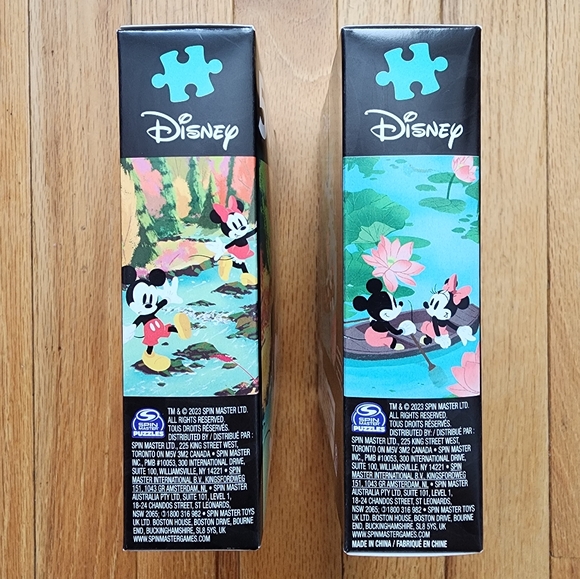 Disney
SPIN MASTER PUZZLES
TM & © 2023 SPIN MASTER LTD.
ALL RIGHTS RESERVED.
TOUS DROITS RÉSERVÉS.
DISTRIBUTED BY / DISTRIBUÉ PAR :
SPIN MASTER LTD., 225 KING STREET WEST,
TORONTO ON M5V 3M2 CANADA • SPIN MASTER
INC., PMB #10053, 300 INTERNATIONAL DRIVE,
SUITE 100, WILLIAMSVILLE, NY 14221 • SPIN
MASTER INTERNATIONAL B.V., KINGSFORDWEG
151, 1043 GR AMSTERDAM, NL • SPIN MASTER
AUSTRALIA PTY LTD, SUITE 101, LEVEL 1,
18-24 CHANDOS STREET, ST LEONARDS,
NSW 2065; 1800 316 982 • SPIN MASTER TOYS
UK LTD. BOSTON HOUSE, BOSTON DRIVE, BOURNE
END, BUCKINGHAMSHIRE, SL8 5YS, UK
WWW.SPINMASTERGAMES.COM
Disney
SPIN MASTER PUZZLES
TM & © 2023 SPIN MASTER LTD.
ALL RIGHTS RESERVED.
TOUS DROITS RÉSERVÉS.
DISTRIBUTED BY / DISTRIBUÉ PAR :
SPIN MASTER LTD., 225 KING STREET WEST,
TORONTO ON M5V 3M2 CANADA • SPIN MASTER
INC., PMB #10053, 300 INTERNATIONAL DRIVE,
SUITE 100, WILLIAMSVILLE, NY 14221 • SPIN
MASTER INTERNATIONAL B.V., KINGSFORDWEG
151, 1043 GR AMSTERDAM, NL • SPIN MASTER
AUSTRALIA PTY LTD, SUITE 101, LEVEL 1,
18-24 CHANDOS STREET, ST LEONARDS,
NSW 2065; 1800 316 982 • SPIN MASTER TOYS
UK LTD. BOSTON HOUSE, BOSTON DRIVE, BOURNE
END, BUCKINGHAMSHIRE, SL8 5YS, UK
WWW.SPINMASTERGAMES.COM
MADE IN CHINA / FABRIQUÉ EN CHINE